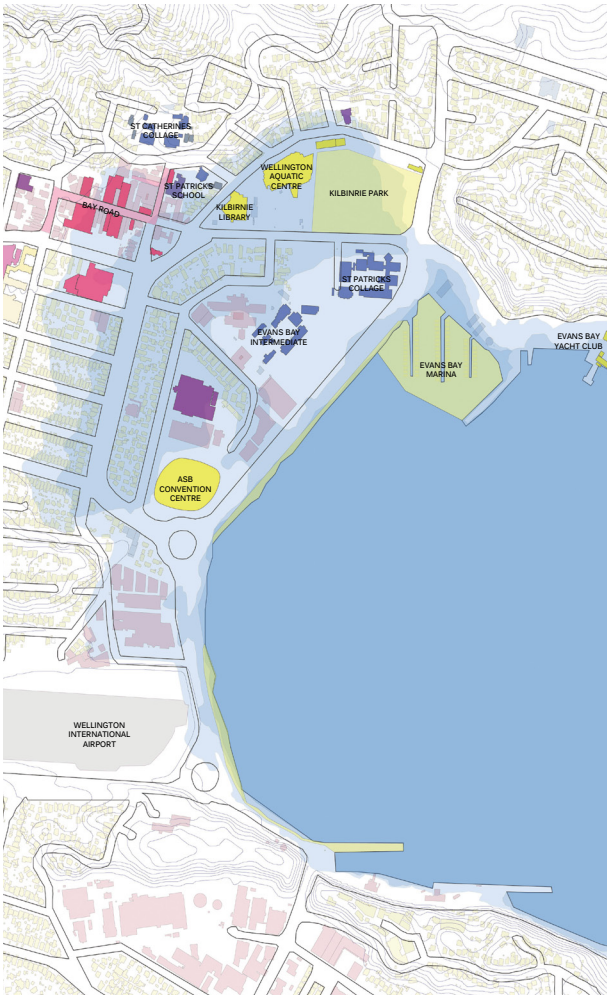 ST CATHERINES
COLLAGE
WELLINGTON
AQUATIC
CENTRE
ST PATRICKS
SCHOOL
KILBINRIE PARK
BAY ROAD
KILBIRNIE
LIBRARY
ST PATRICKS
COLLAGE
EVANS BAY
INTERMEDIATE
EVANS BAY
YACHT CLUB
EVANS BAY
MARINA
ASB
CONVENTION
CENTRE
WELLINGTON
INTERNATIONAL
AIRPORT